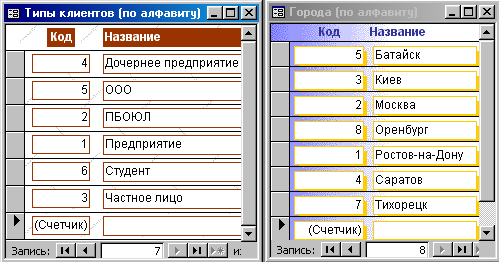 Типы клиентов (по алфавиту)
Код Название
4 Дочернее предприятие
5 ООО
2 ПБОЮЛ
1 Предприятие
6 Студент
3 Частное лицо
(Счетчик)
Запись: 7 из
Города (по алфавиту)
Код Название
5 Батайск
3 Киев
2 Москва
8 Оренбург
1 Ростов-на-Дону
4 Саратов
7 Тихорецк
(Счетчик)
Запись: 8